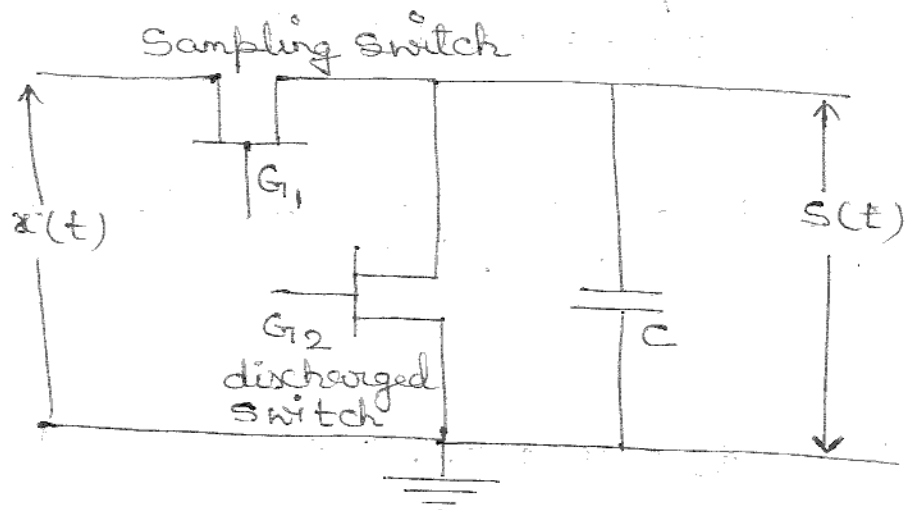 Sampling switch
G1
x(t)
S(t)
G2
C
discharged
switch